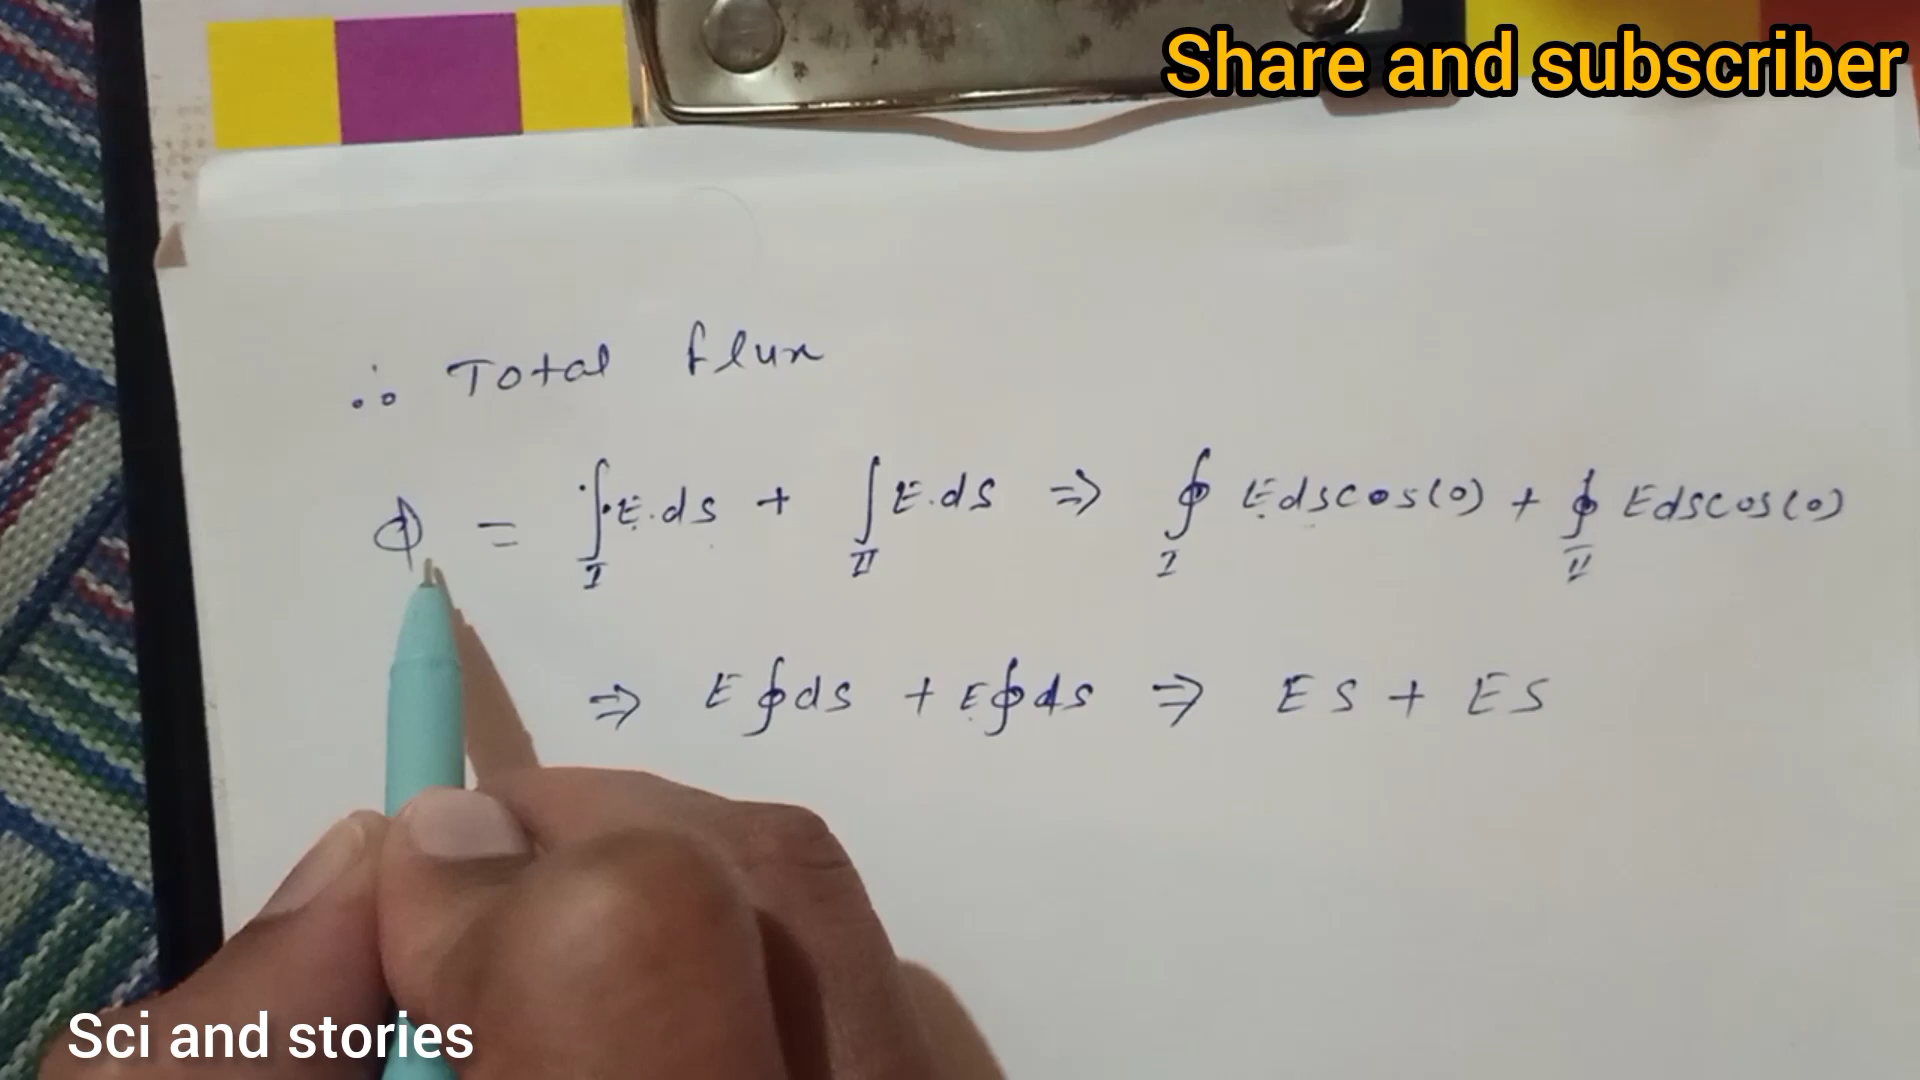 Share and subscriber
∴ Total flux
Φ = ∫E.ds + ∫E.ds ⇒ ∮ Edscos(0) + ∮ Edscos(0)
I II I II
⇒ E∮ds + E∮ds ⇒ ES + ES
Sci and stories